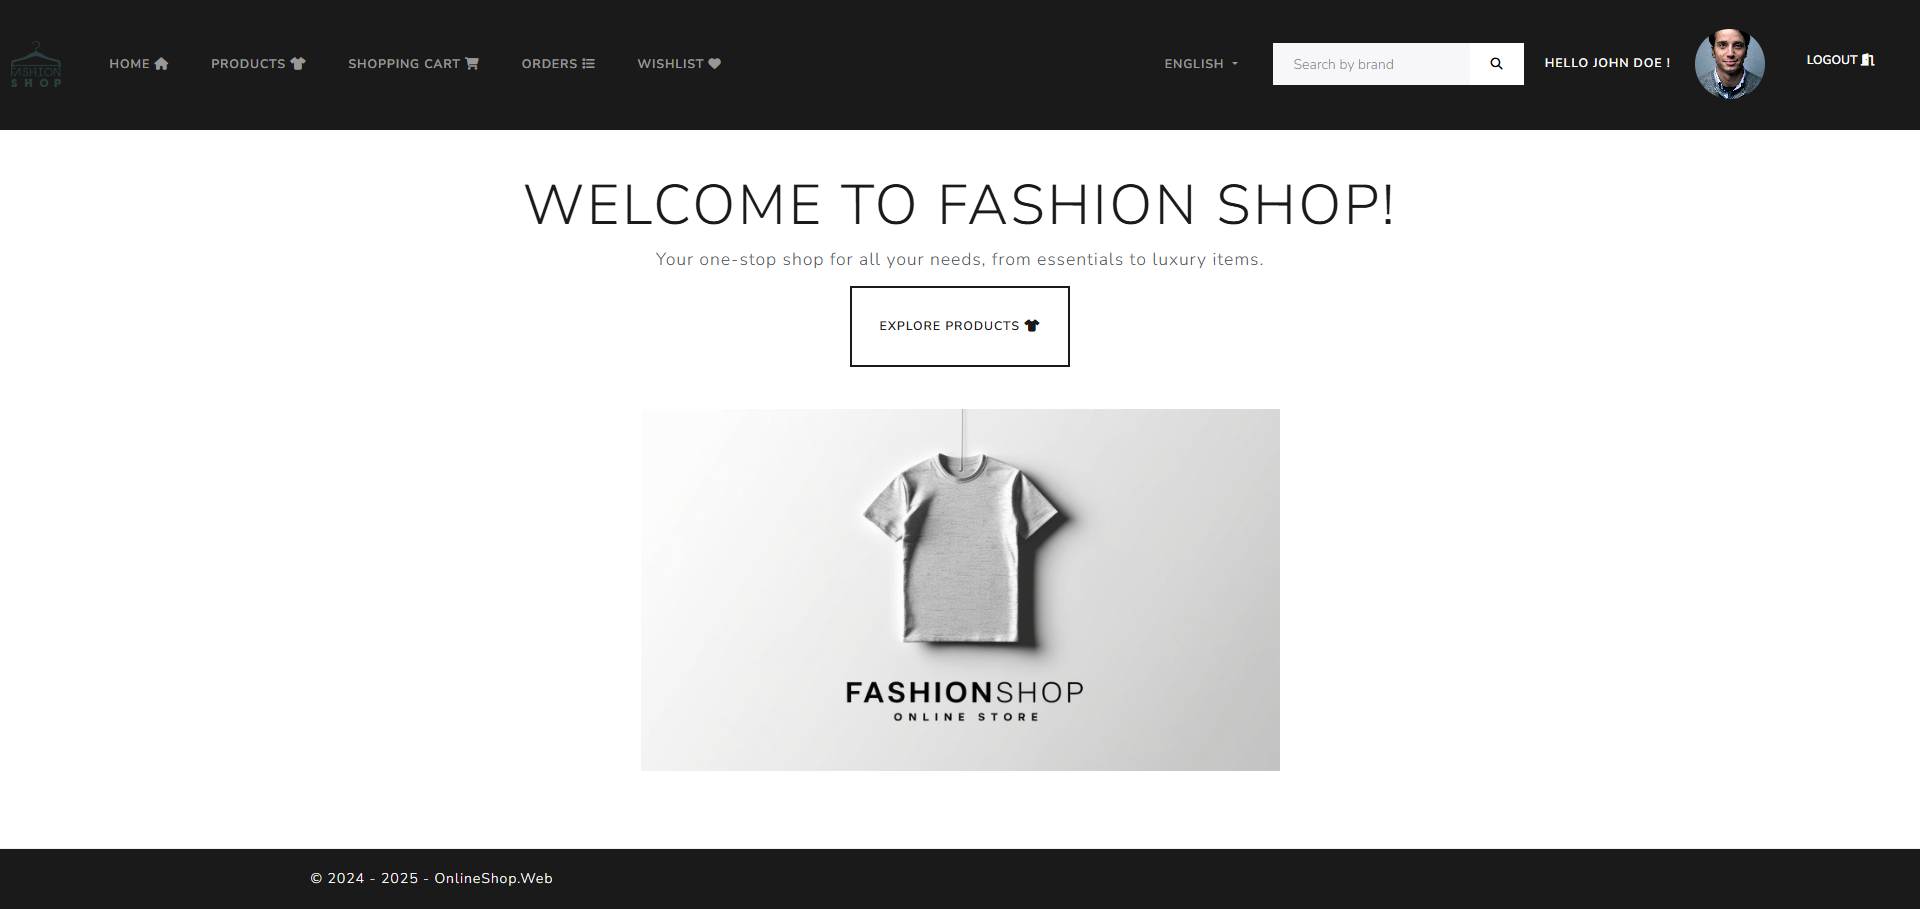 FASHION
SHOP
HOME
PRODUCTS
SHOPPING CART
ORDERS
WISHLIST
ENGLISH
Search by brand
HELLO JOHN DOE !
LOGOUT
WELCOME TO FASHION SHOP!
Your one-stop shop for all your needs, from essentials to luxury items.
EXPLORE PRODUCTS
FASHIONSHOP
ONLINE STORE
© 2024 - 2025 - OnlineShop.Web